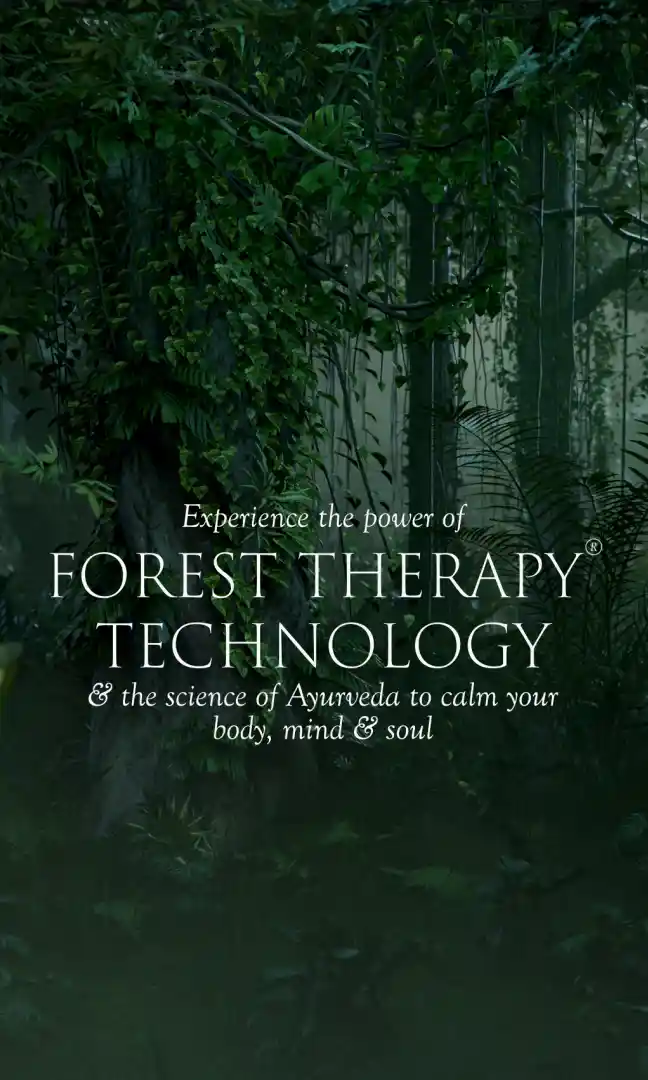 Experience the power of
FOREST THERAPY®
TECHNOLOGY
& the science of Ayurveda to calm your
body, mind & soul